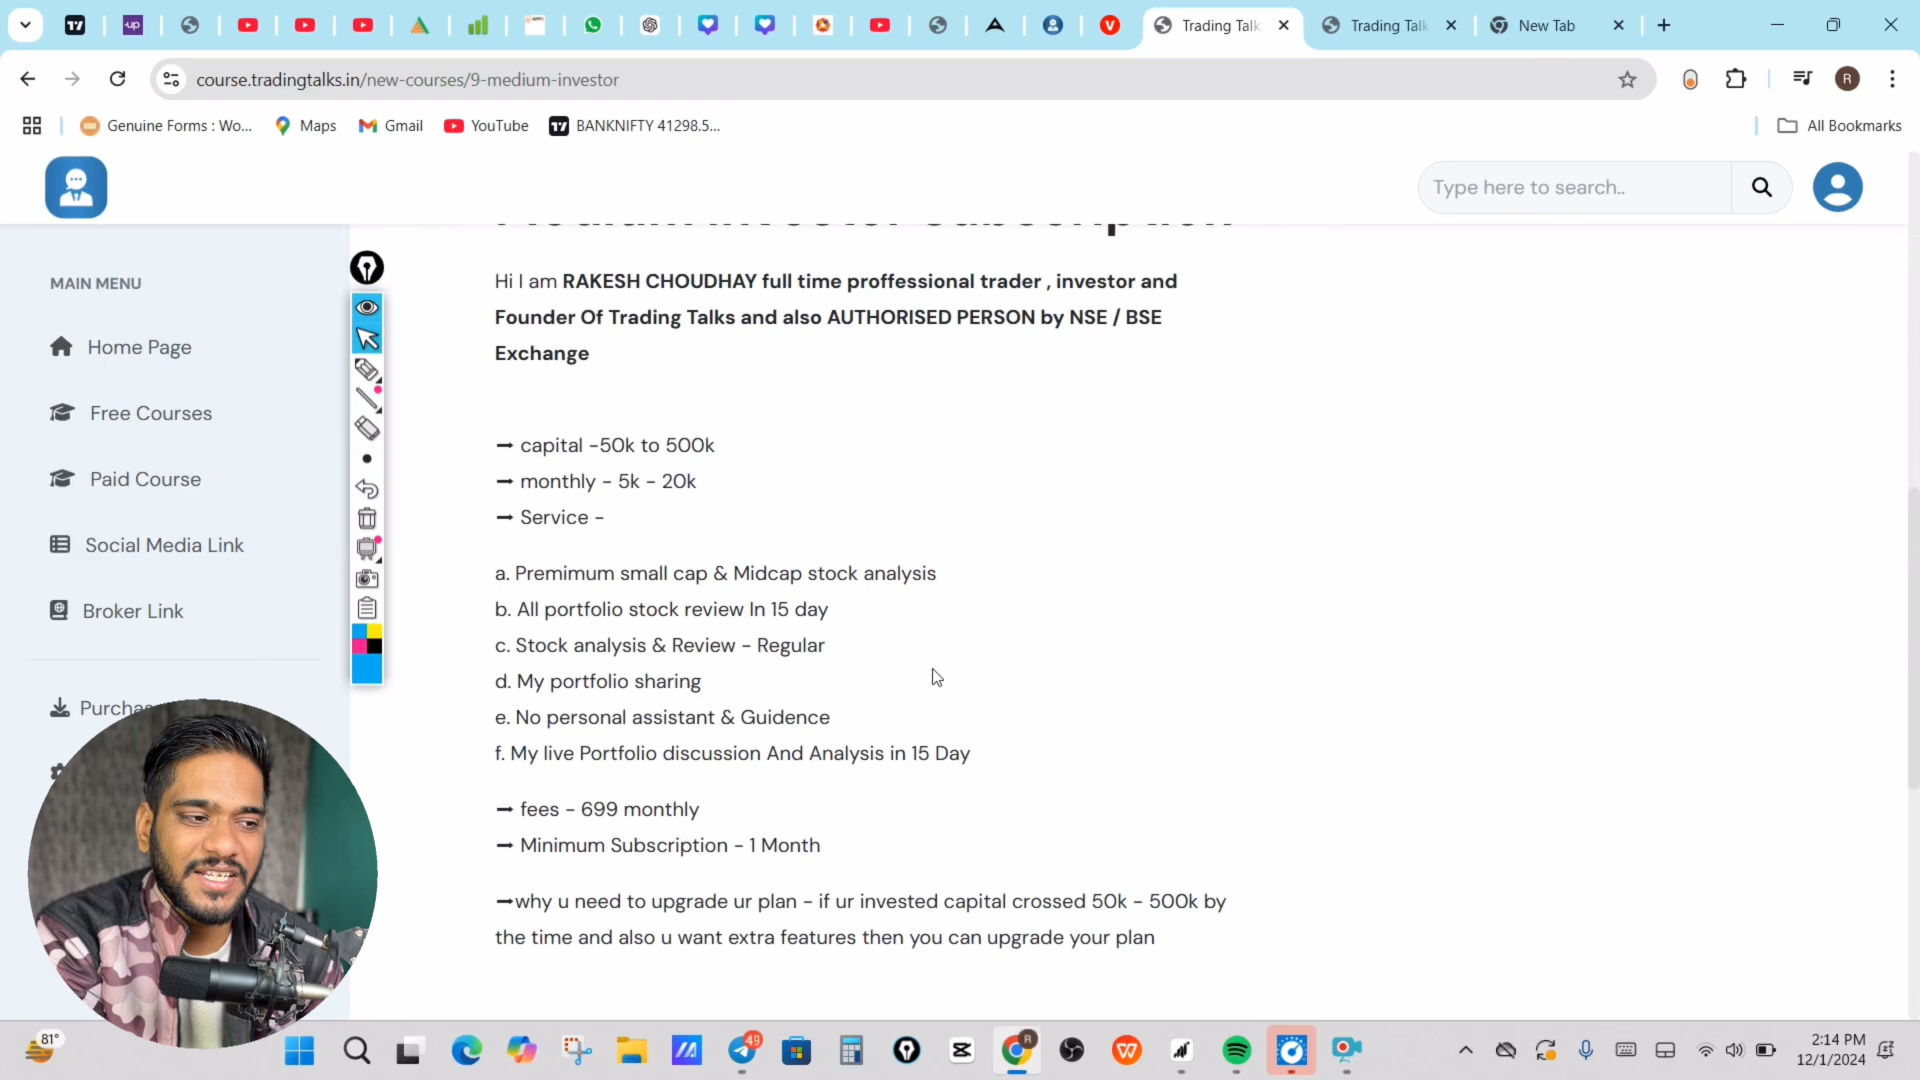 Trading Talk
Trading Talk
New Tab
course.tradingtalks.in/new-courses/9-medium-investor
R
Genuine Forms : Wo...
Maps
Gmail
YouTube
BANKNIFTY 41298.5...
All Bookmarks
Type here to search..
MAIN MENU
Home Page
Free Courses
Paid Course
Social Media Link
Broker Link
Purchas
Medium Investor Subscription
Hi I am RAKESH CHOUDHAY full time proffessional trader , investor and
Founder Of Trading Talks and also AUTHORISED PERSON by NSE / BSE
Exchange
→ capital -50k to 500k
→ monthly - 5k - 20k
→ Service -
a. Premimum small cap & Midcap stock analysis
b. All portfolio stock review In 15 day
c. Stock analysis & Review - Regular
d. My portfolio sharing
e. No personal assistant & Guidence
f. My live Portfolio discussion And Analysis in 15 Day
→ fees - 699 monthly
→ Minimum Subscription - 1 Month
→why u need to upgrade ur plan - if ur invested capital crossed 50k - 500k by
the time and also u want extra features then you can upgrade your plan
81°
49
2:14 PM
12/1/2024